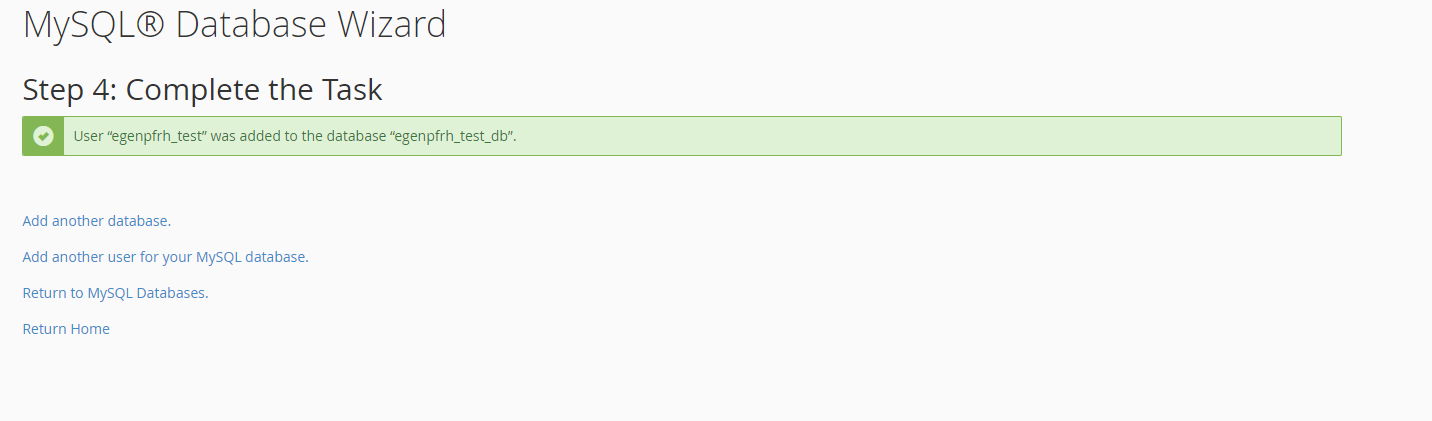 MySQL® Database Wizard
Step 4: Complete the Task
User “egenpfrh_test” was added to the database “egenpfrh_test_db”.
Add another database.
Add another user for your MySQL database.
Return to MySQL Databases.
Return Home